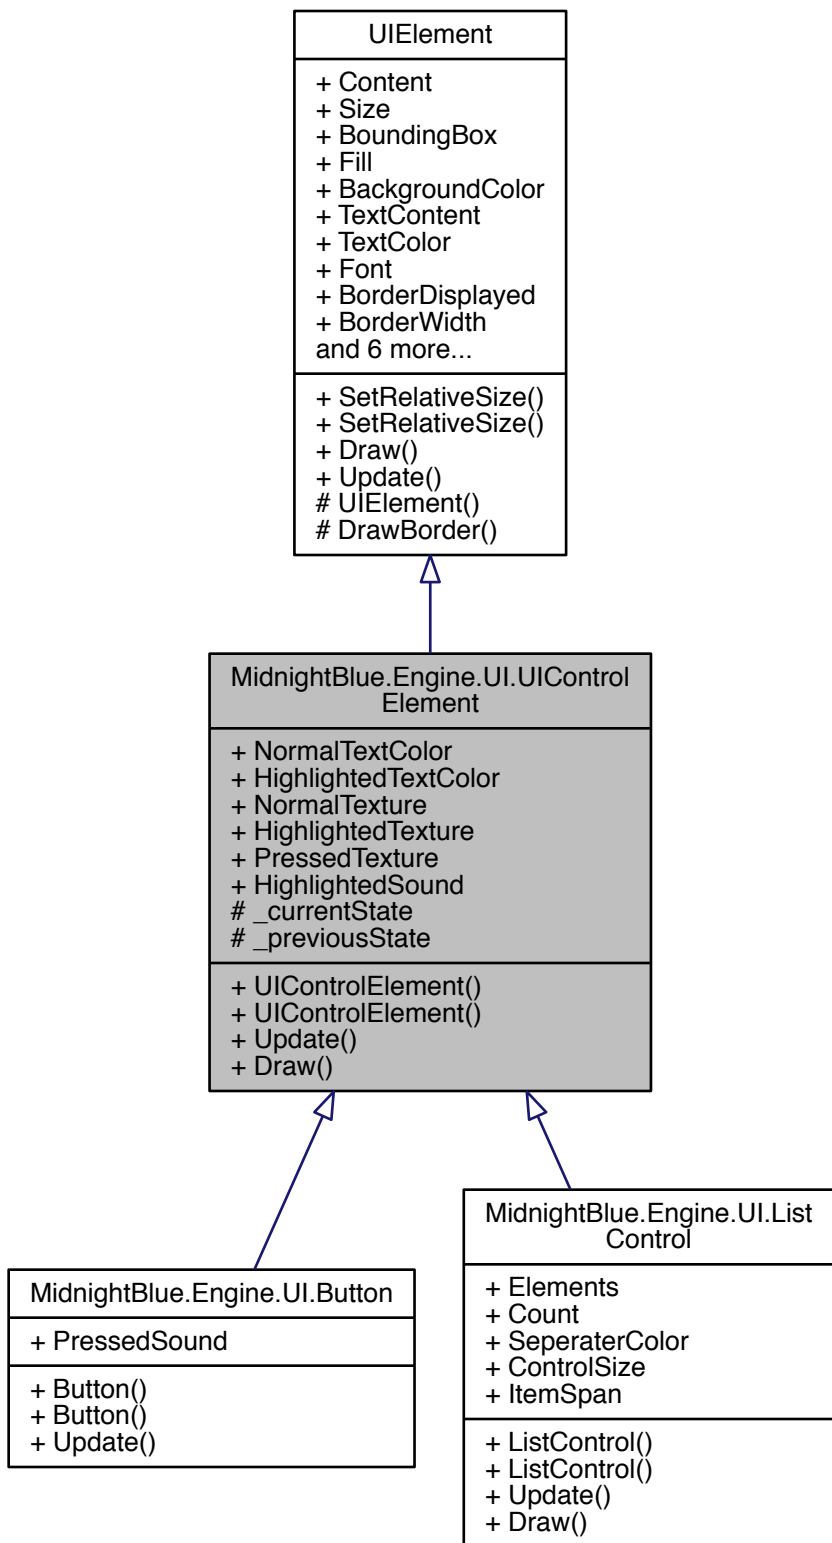 UIElement
+ Content
+ Size
+ BoundingBox
+ Fill
+ BackgroundColor
+ TextContent
+ TextColor
+ Font
+ BorderDisplayed
+ BorderWidth
and 6 more...
+ SetRelativeSize()
+ SetRelativeSize()
+ Draw()
+ Update()
# UIElement()
# DrawBorder()
MidnightBlue.Engine.UI.UIControl
Element
+ NormalTextColor
+ HighlightedTextColor
+ NormalTexture
+ HighlightedTexture
+ PressedTexture
+ HighlightedSound
# _currentState
# _previousState
+ UIControlElement()
+ UIControlElement()
+ Update()
+ Draw()
MidnightBlue.Engine.UI.Button
+ PressedSound
+ Button()
+ Button()
+ Update()
MidnightBlue.Engine.UI.List
Control
+ Elements
+ Count
+ SeperaterColor
+ ControlSize
+ ItemSpan
+ ListControl()
+ ListControl()
+ Update()
+ Draw()